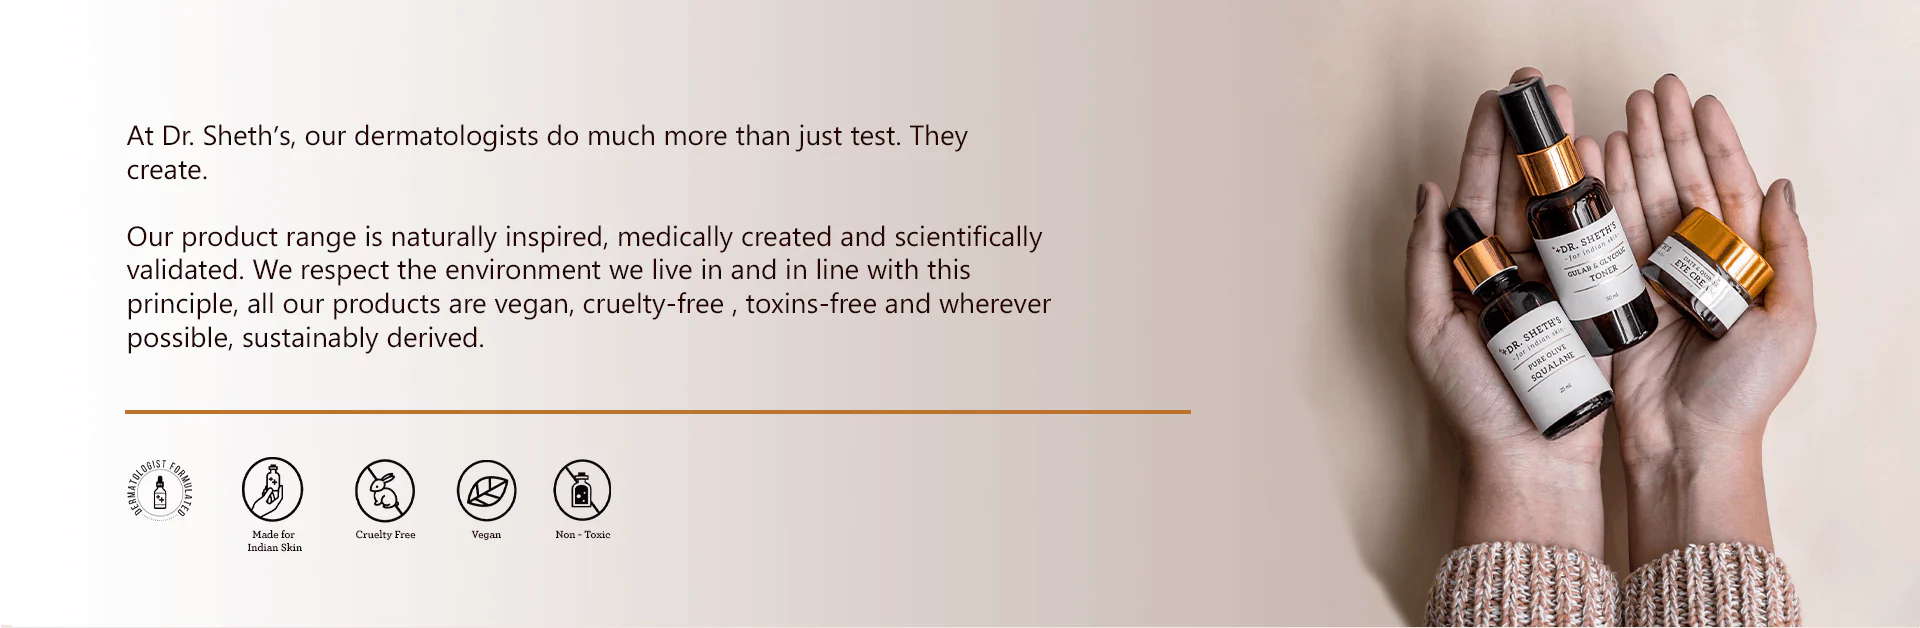 At Dr. Sheth's, our dermatologists do much more than just test. They
create.
Our product range is naturally inspired, medically created and scientifically
validated. We respect the environment we live in and in line with this
principle, all our products are vegan, cruelty-free , toxins-free and wherever
possible, sustainably derived.
DERMATOLOGIST FORMULATED
Made for
Indian Skin
Cruelty Free
Vegan
Non - Toxic
DR. SHETH'S
-for indian skin-
GULAB & GLYCOLIC
TONER
50 ml
DR. SHETH'S
-for indian skin-
PURE OLIVE
SQUALANE
25 ml
EYE CREAM